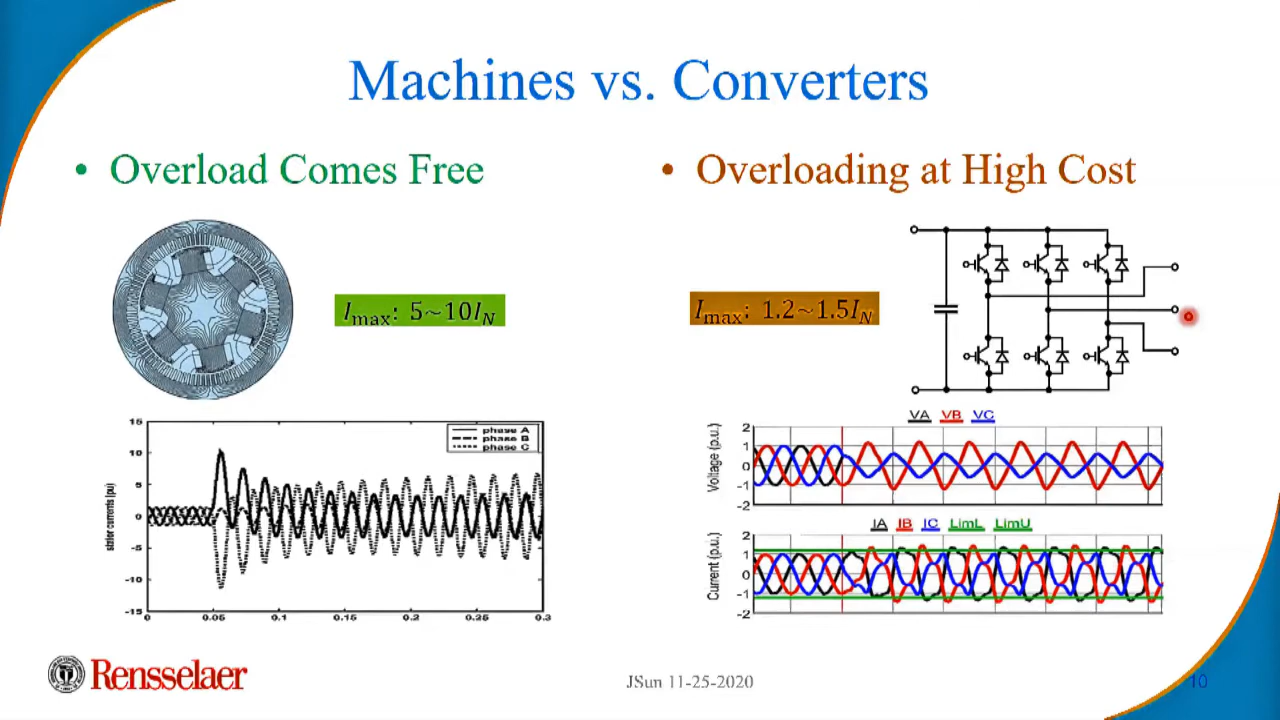 Machines vs. Converters
• Overload Comes Free
• Overloading at High Cost
Imax: 5~10IN
Imax: 1.2~1.5IN
15
10
5
0
-5
-10
-15
stator currents [pu]
phase A
phase B
phase C
0
0.05
0.1
0.15
0.2
0.25
0.3
VA VB VC
Voltage (p.u.)
2
1
0
-1
-2
IA IB IC LimL LimU
Current (p.u.)
2
1
0
-1
-2
Rensselaer
JSun 11-25-2020
10